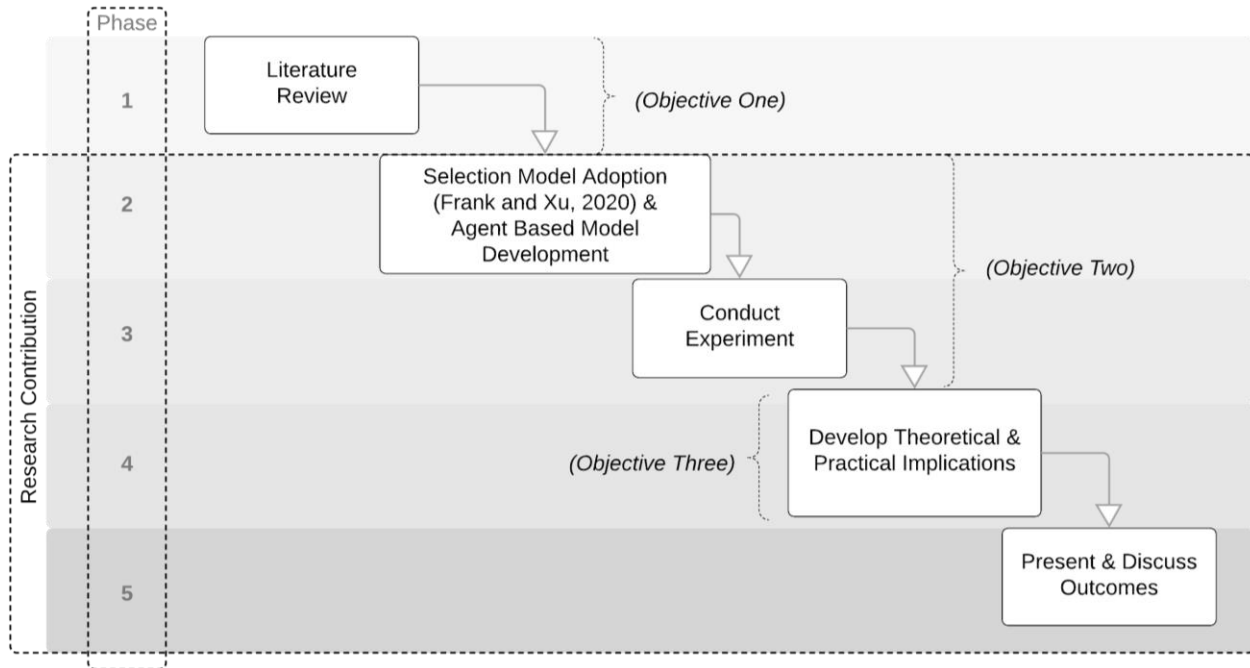 Phase
1
Literature
Review
(Objective One)
2
Selection Model Adoption
(Frank and Xu, 2020) &
Agent Based Model
Development
(Objective Two)
Research Contribution
3
Conduct
Experiment
4
(Objective Three)
Develop Theoretical &
Practical Implications
5
Present & Discuss
Outcomes